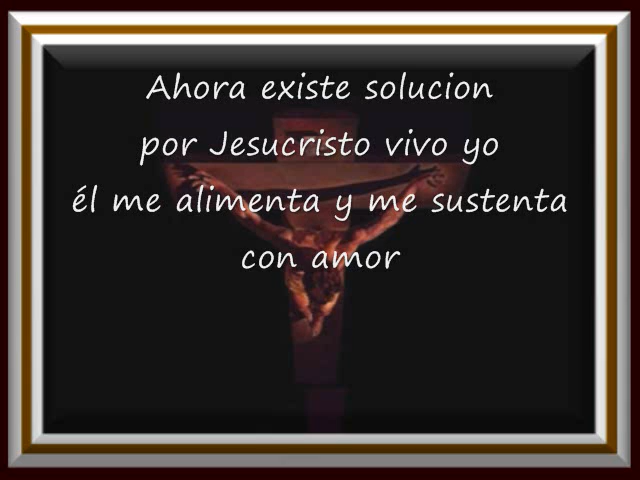 Ahora existe solucion
por Jesucristo vivo yo
él me alimenta y me sustenta
con amor